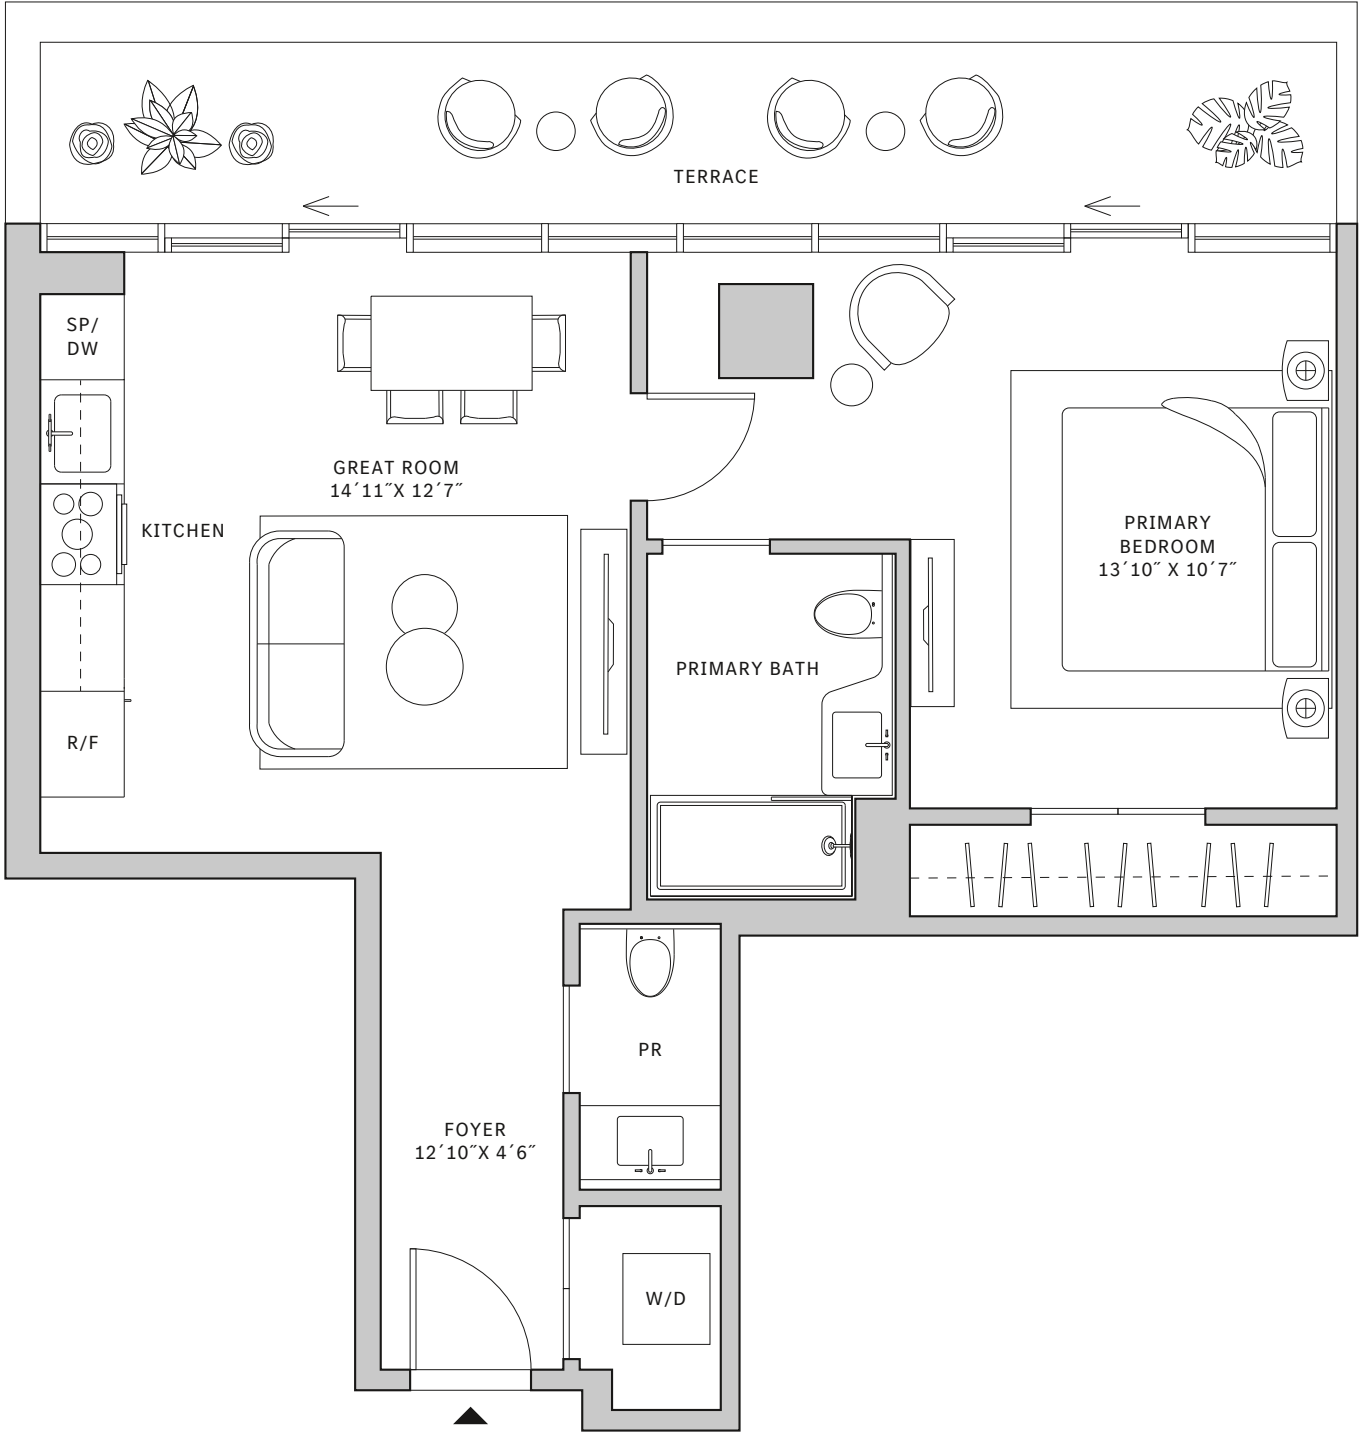 TERRACE
SP/
DW
GREAT ROOM
14´11˝X 12´7˝
KITCHEN
PRIMARY
BEDROOM
13´10˝ X 10´7˝
PRIMARY BATH
R/F
PR
FOYER
12´10˝X 4´6˝
W/D